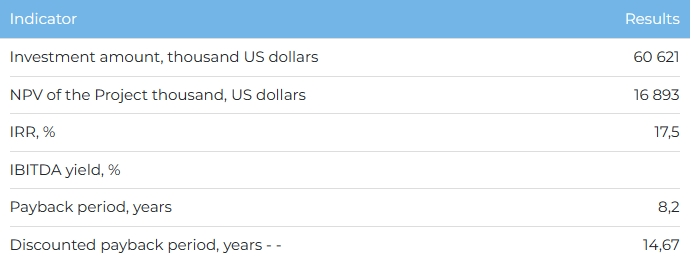 Indicator Results
Investment amount, thousand US dollars 60 621
NPV of the Project thousand, US dollars 16 893
IRR, % 17,5
IBITDA yield, %
Payback period, years 8,2
Discounted payback period, years - - 14,67